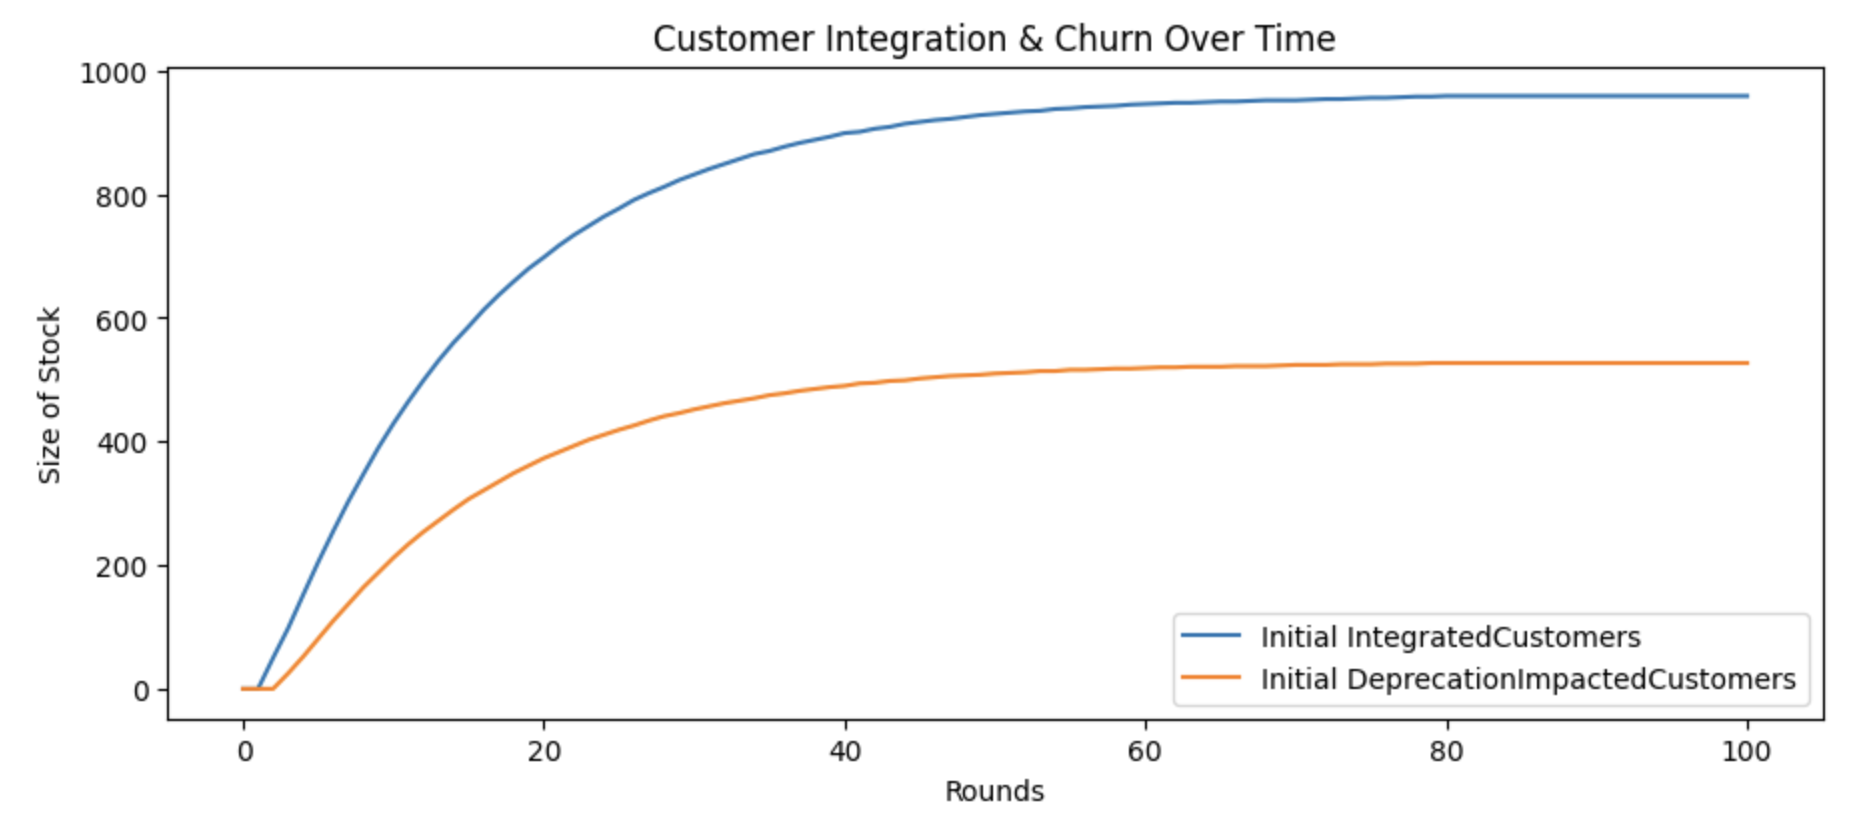 Customer Integration & Churn Over Time
1000
800
600
400
200
0
Size of Stock
Initial IntegratedCustomers
Initial DeprecationImpactedCustomers
0 20 40 60 80 100
Rounds